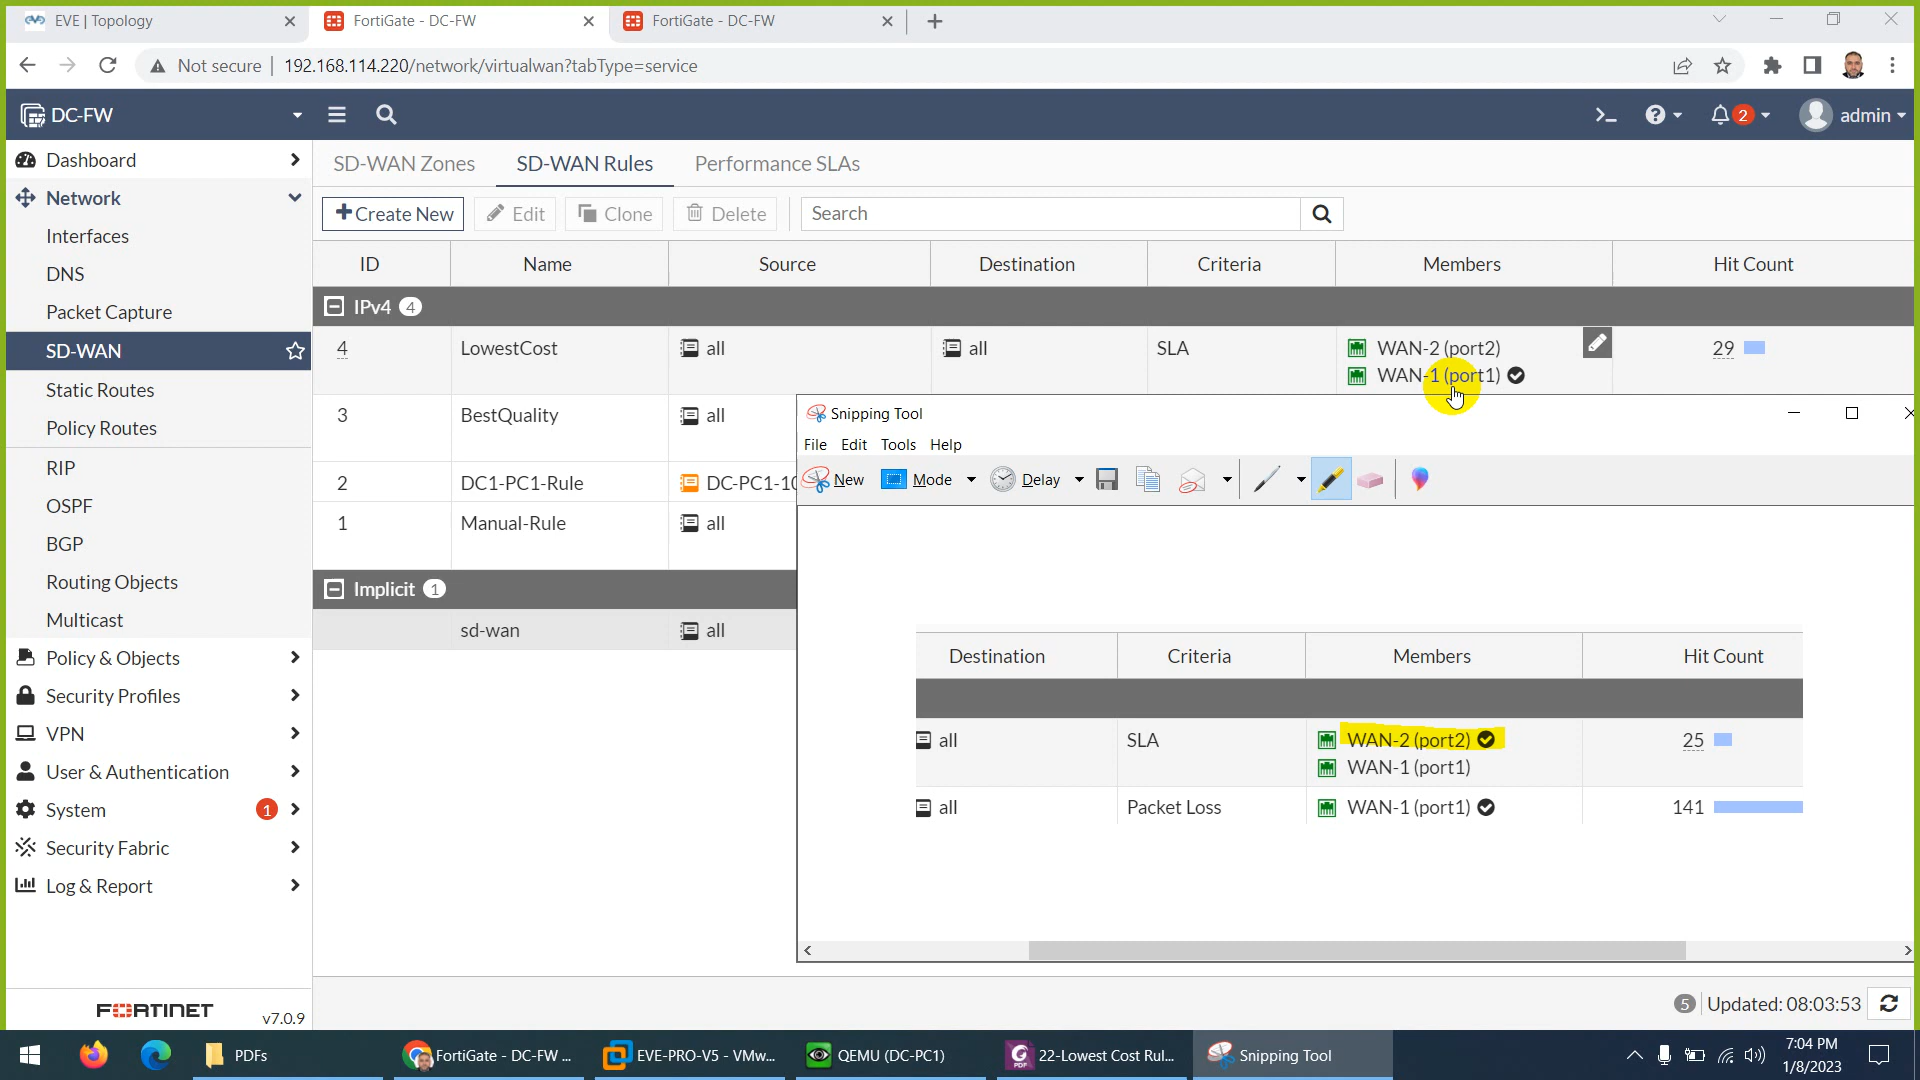 EVE | Topology
FortiGate - DC-FW
FortiGate - DC-FW
Not secure
192.168.114.220/network/virtualwan?tabType=service
DC-FW
2
admin
Dashboard
Network
Interfaces
DNS
Packet Capture
SD-WAN
Static Routes
Policy Routes
RIP
OSPF
BGP
Routing Objects
Multicast
Policy & Objects
Security Profiles
VPN
User & Authentication
System 1
Security Fabric
Log & Report
FORTINET v7.0.9
SD-WAN Zones SD-WAN Rules Performance SLAs
Create New Edit Clone Delete Search
ID Name Source Destination Criteria Members Hit Count
IPv4 4
4 LowestCost all all SLA WAN-2 (port2) 29
WAN-1 (port1)
3 BestQuality all
2 DC1-PC1-Rule DC-PC1-10
1 Manual-Rule all
Implicit 1
sd-wan all
Snipping Tool
File Edit Tools Help
New Mode Delay
Destination Criteria Members Hit Count
all SLA WAN-2 (port2) 25
WAN-1 (port1)
all Packet Loss WAN-1 (port1) 141
5 Updated: 08:03:53
PDFs
FortiGate - DC-FW ...
EVE-PRO-V5 - VMw...
QEMU (DC-PC1)
22-Lowest Cost Rul...
Snipping Tool
7:04 PM
1/8/2023